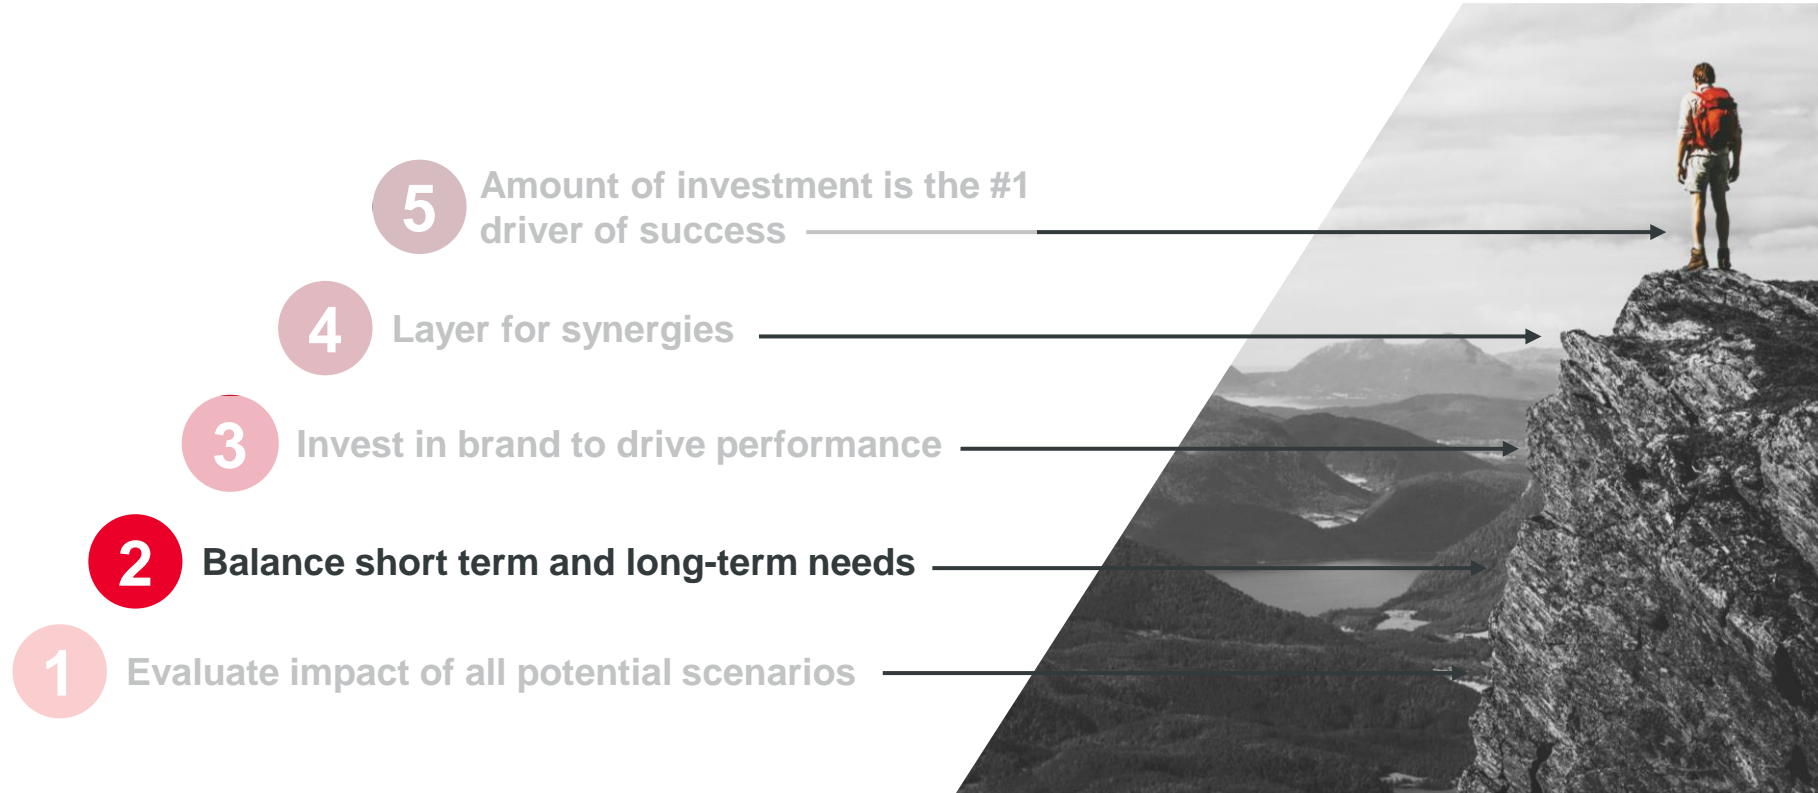 5
Amount of investment is the #1
driver of success
4
Layer for synergies
3
Invest in brand to drive performance
2
Balance short term and long-term needs
1
Evaluate impact of all potential scenarios